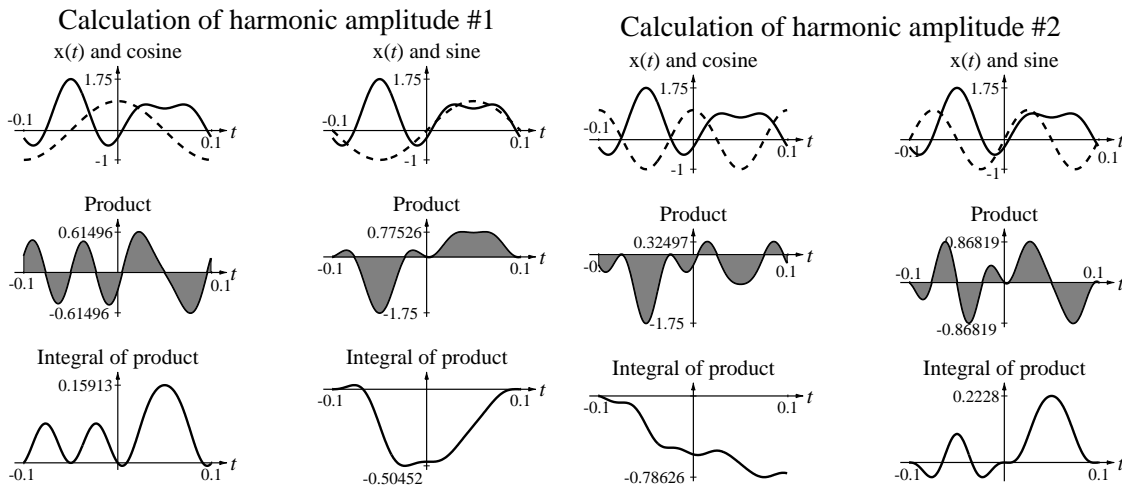 Calculation of harmonic amplitude #1
x(t) and cosine
1.75
-0.1
t
0.1
-1
x(t) and sine
1.75
-0.1
t
0.1
-1
Product
0.61496
-0.1
t
0.1
-0.61496
Product
0.77526
-0.1
t
0.1
-1.75
Integral of product
0.15913
-0.1
t
0.1
Integral of product
-0.1
t
0.1
-0.50452
Calculation of harmonic amplitude #2
x(t) and cosine
1.75
-0.1
t
0.1
-1
x(t) and sine
1.75
-0.1
t
0.1
-1
Product
0.32497
t
0.1
-1.75
Product
0.86819
-0.1
t
0.1
-0.86819
Integral of product
-0.1
t
0.1
-0.78626
Integral of product
0.2228
-0.1
t
0.1